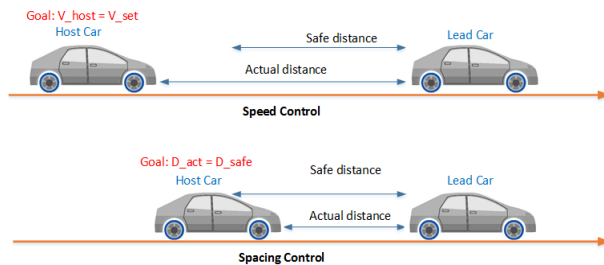 Goal: V_host = V_set
Host Car
Safe distance
Lead Car
Actual distance
Speed Control
Goal: D_act = D_safe
Host Car
Safe distance
Lead Car
Actual distance
Spacing Control